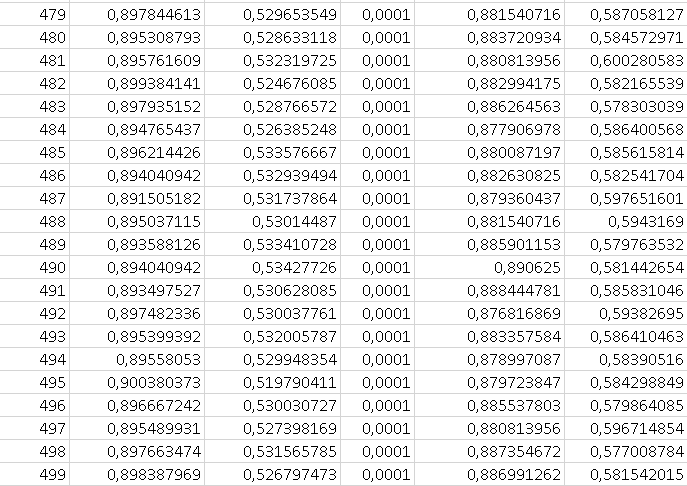 479 0,897844613 0,529653549 0,0001 0,881540716 0,587058127
480 0,895308793 0,528633118 0,0001 0,883720934 0,584572971
481 0,895761609 0,532319725 0,0001 0,880813956 0,600280583
482 0,899384141 0,524676085 0,0001 0,882994175 0,582165539
483 0,897935152 0,528766572 0,0001 0,886264563 0,578303039
484 0,894765437 0,526385248 0,0001 0,877906978 0,586400568
485 0,896214426 0,533576667 0,0001 0,880087197 0,585615814
486 0,894040942 0,532939494 0,0001 0,882630825 0,582541704
487 0,891505182 0,531737864 0,0001 0,879360437 0,597651601
488 0,895037115 0,53014487 0,0001 0,881540716 0,5943169
489 0,893588126 0,533410728 0,0001 0,885901153 0,579763532
490 0,894040942 0,53427726 0,0001 0,890625 0,581442654
491 0,893497527 0,530628085 0,0001 0,888444781 0,585831046
492 0,897482336 0,530037761 0,0001 0,876816869 0,59382695
493 0,895399392 0,532005787 0,0001 0,883357584 0,586410463
494 0,89558053 0,529948354 0,0001 0,878997087 0,58390516
495 0,900380373 0,519790411 0,0001 0,879723847 0,584298849
496 0,896667242 0,530030727 0,0001 0,885537803 0,579864085
497 0,895489931 0,527398169 0,0001 0,880813956 0,596714854
498 0,897663474 0,531565785 0,0001 0,887354672 0,577008784
499 0,898387969 0,526797473 0,0001 0,886991262 0,581542015